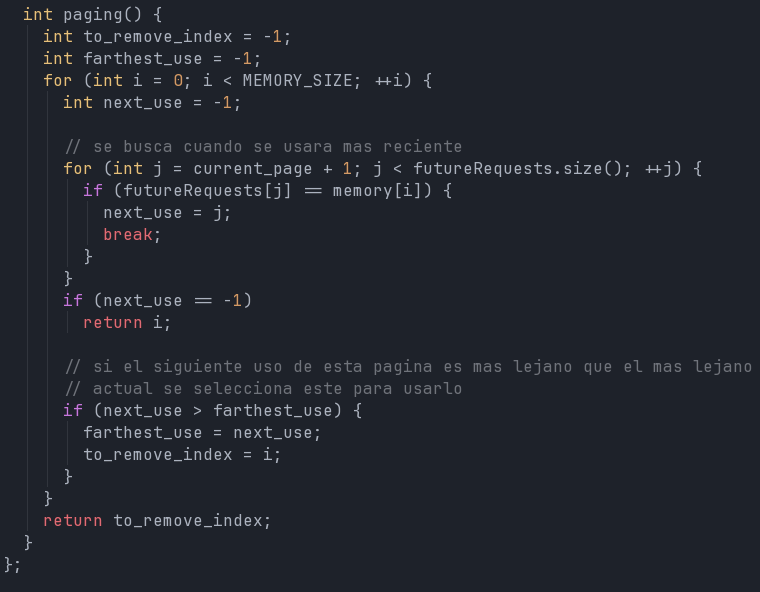 int paging() {
int to_remove_index = -1;
int farthest_use = -1;
for (int i = 0; i < MEMORY_SIZE; ++i) {
int next_use = -1;
// se busca cuando se usara mas reciente
for (int j = current_page + 1; j < futureRequests.size(); ++j) {
if (futureRequests[j] == memory[i]) {
next_use = j;
break;
}
}
if (next_use == -1)
return i;
// si el siguiente uso de esta pagina es mas lejano que el mas lejano
// actual se selecciona este para usarlo
if (next_use > farthest_use) {
farthest_use = next_use;
to_remove_index = i;
}
}
return to_remove_index;
}
};